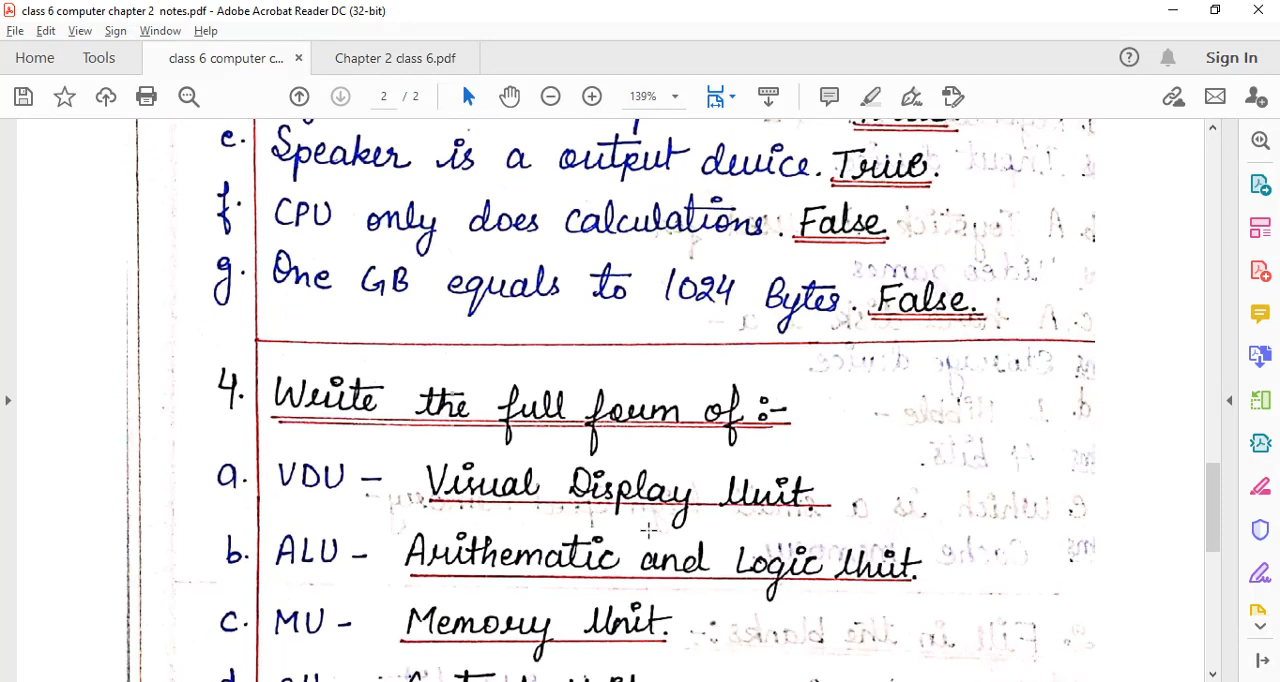 class 6 computer chapter 2 notes.pdf - Adobe Acrobat Reader DC (32-bit)
File Edit View Sign Window Help
Home Tools class 6 computer c... × Chapter 2 class 6.pdf Sign In
2 / 2 139%
e. Speaker is a output device. True.
f. CPU only does calculations. False
g. One GB equals to 1024 Bytes. False.
4. Write the full form of :-
a. VDU - Visual Display Unit.
b. ALU - Arithematic and Logic Unit.
c. MU - Memory Unit.